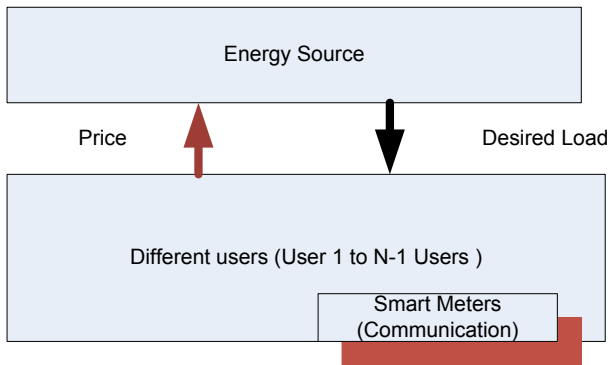 Energy Source
Price
Desired Load
Different users (User 1 to N-1 Users )
Smart Meters
(Communication)